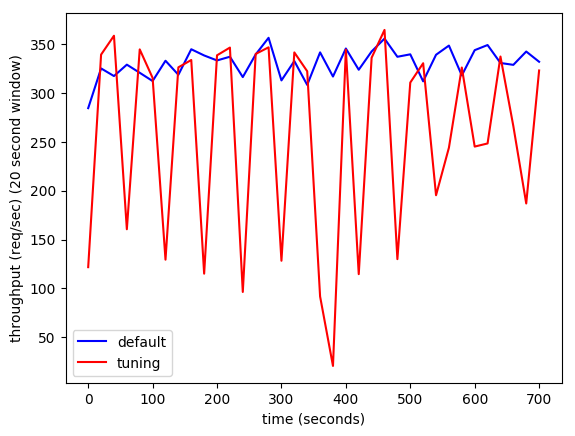 throughput (req/sec) (20 second window)
350
300
250
200
150
100
50
default
tuning
0 100 200 300 400 500 600 700
time (seconds)